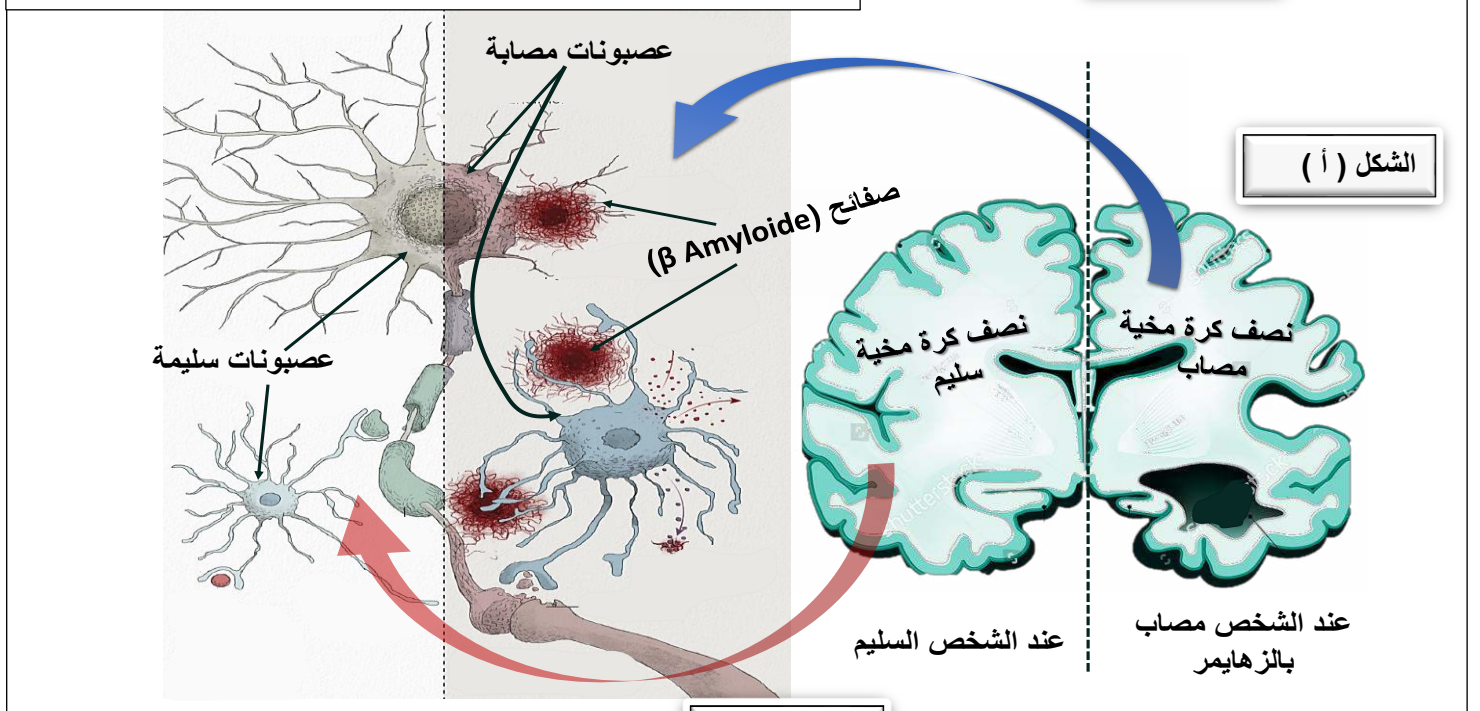 الشكل ( أ )
عصبونات مصابة
صفائح (β Amyloide)
عصبونات سليمة
نصف كرة مخية
مصاب
نصف كرة مخية
سليم
عند الشخص مصاب
بالزهايمر
عند الشخص السليم
shutterstock